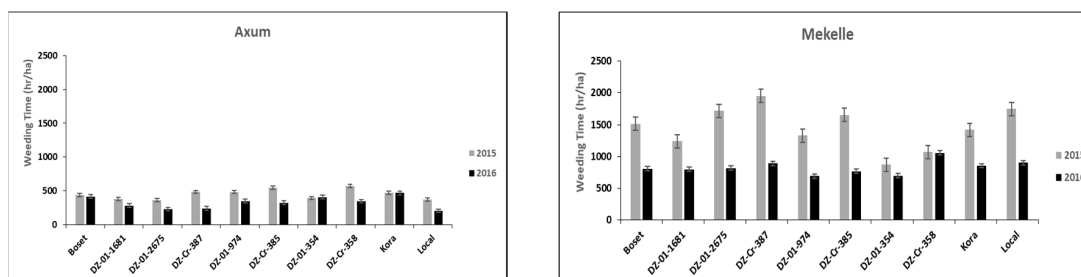 Axum
Weeding Time (hr/ha)
2500
2000
1500
1000
500
0
2015
2016
Boset
DZ-01-1681
DZ-01-2675
DZ-Cr-387
DZ-01-974
DZ-Cr-385
DZ-01-354
DZ-Cr-358
Kora
Local
Mekelle
Weeding Time (hr/ha)
2500
2000
1500
1000
500
0
2015
2016
Boset
DZ-01-1681
DZ-01-2675
DZ-Cr-387
DZ-01-974
DZ-Cr-385
DZ-01-354
DZ-Cr-358
Kora
Local